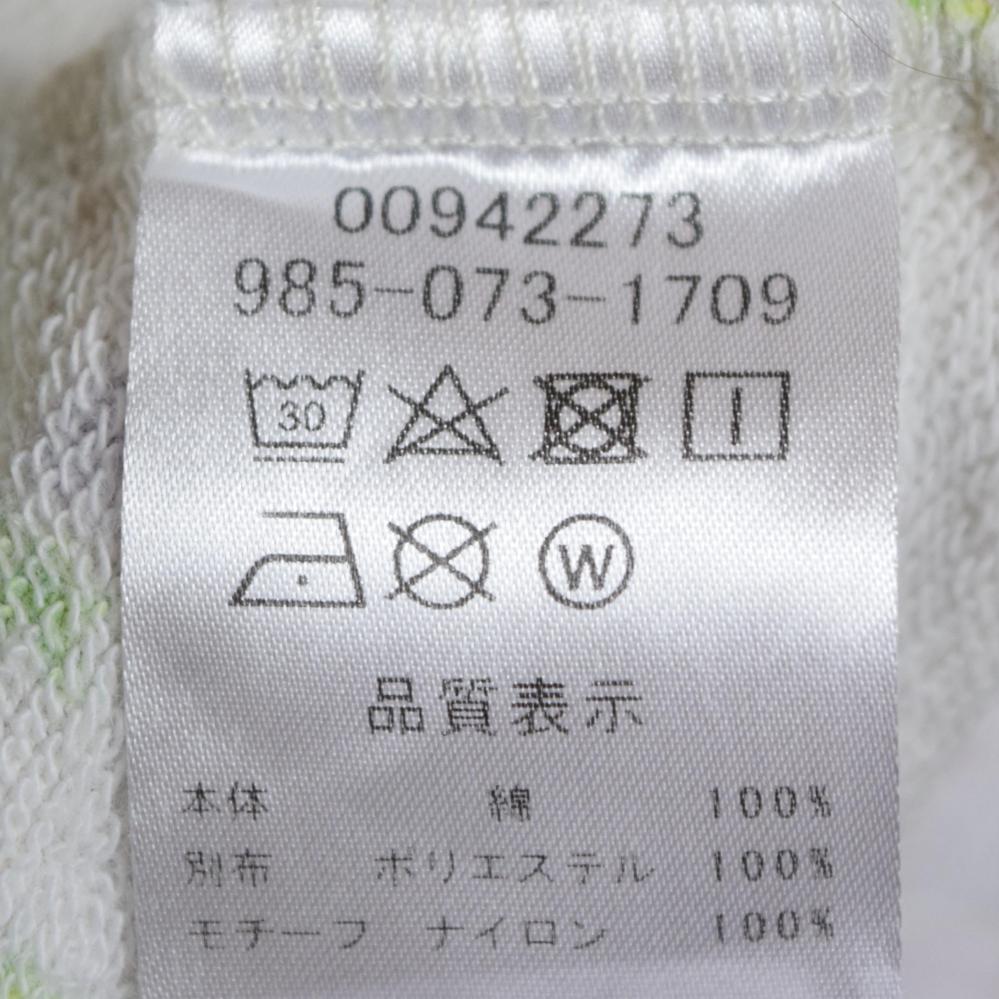 00942273
985-073-1709
30
W
品質表示
本体 綿 100%
別布 ポリエステル 100%
モチーフ ナイロン 100%